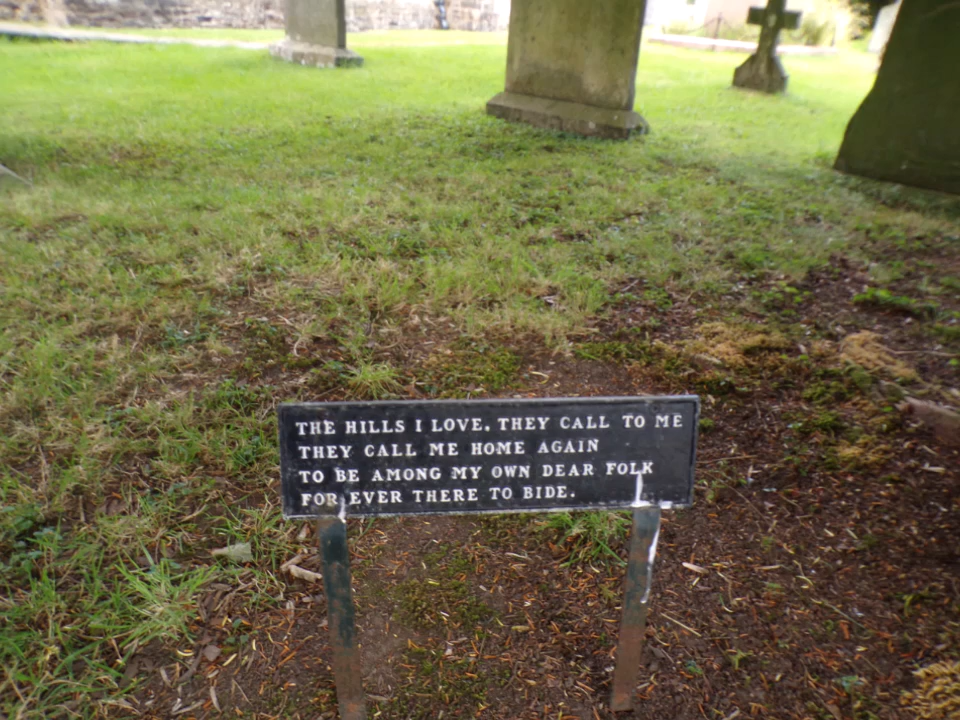 THE HILLS I LOVE. THEY CALL TO ME
THEY CALL ME HOME AGAIN
TO BE AMONG MY OWN DEAR FOLK
FOR EVER THERE TO BIDE.